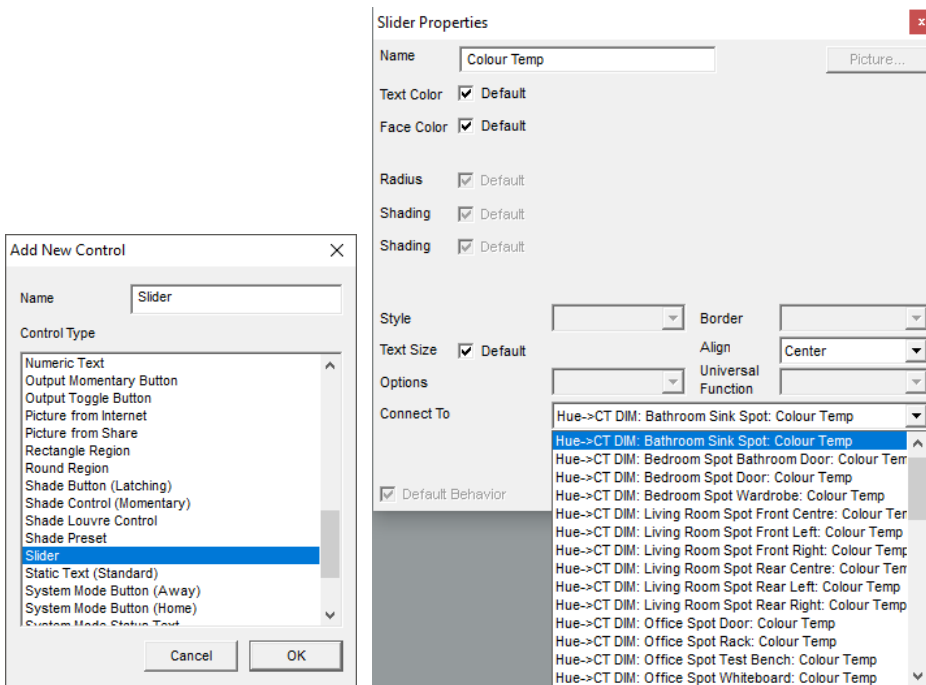 Add New Control
Name
Slider
Control Type
Numeric Text
Output Momentary Button
Output Toggle Button
Picture from Internet
Picture from Share
Rectangle Region
Round Region
Shade Button (Latching)
Shade Control (Momentary)
Shade Louvre Control
Shade Preset
Slider
Static Text (Standard)
System Mode Button (Away)
System Mode Button (Home)
System Mode Status Text
Cancel OK
Slider Properties x
Name Colour Temp Picture...
Text Color Default
Face Color Default
Radius Default
Shading Default
Shading Default
Style Border
Text Size Default Align Center
Options Universal Function
Connect To Hue->CT DIM: Bathroom Sink Spot: Colour Temp
Hue->CT DIM: Bathroom Sink Spot: Colour Temp
Hue->CT DIM: Bedroom Spot Bathroom Door: Colour Tem
Hue->CT DIM: Bedroom Spot Door: Colour Temp
Hue->CT DIM: Bedroom Spot Wardrobe: Colour Temp
Hue->CT DIM: Living Room Spot Front Centre: Colour Ter
Hue->CT DIM: Living Room Spot Front Left: Colour Temp
Hue->CT DIM: Living Room Spot Front Right: Colour Temp
Hue->CT DIM: Living Room Spot Rear Centre: Colour Tem
Hue->CT DIM: Living Room Spot Rear Left: Colour Temp
Hue->CT DIM: Living Room Spot Rear Right: Colour Temp
Hue->CT DIM: Office Spot Door: Colour Temp
Hue->CT DIM: Office Spot Rack: Colour Temp
Hue->CT DIM: Office Spot Test Bench: Colour Temp
Hue->CT DIM: Office Spot Whiteboard: Colour Temp
Default Behavior